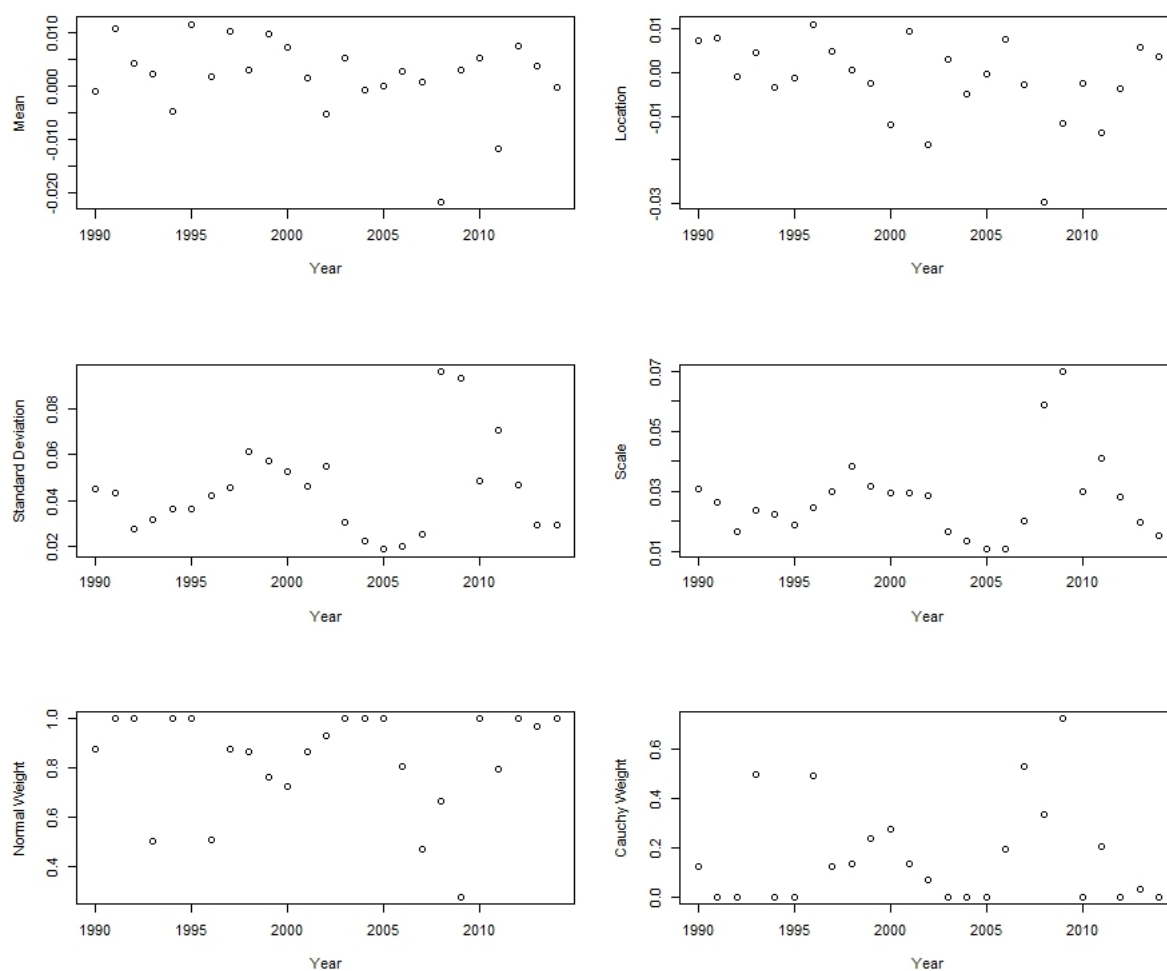 Mean
0.010
0.000
-0.010
-0.020
1990 1995 2000 2005 2010
Year
Location
0.01
0.00
-0.01
-0.03
1990 1995 2000 2005 2010
Year
Standard Deviation
0.08
0.06
0.04
0.02
1990 1995 2000 2005 2010
Year
Scale
0.07
0.05
0.03
0.01
1990 1995 2000 2005 2010
Year
Normal Weight
1.0
0.8
0.6
0.4
1990 1995 2000 2005 2010
Year
Cauchy Weight
0.6
0.4
0.2
0.0
1990 1995 2000 2005 2010
Year